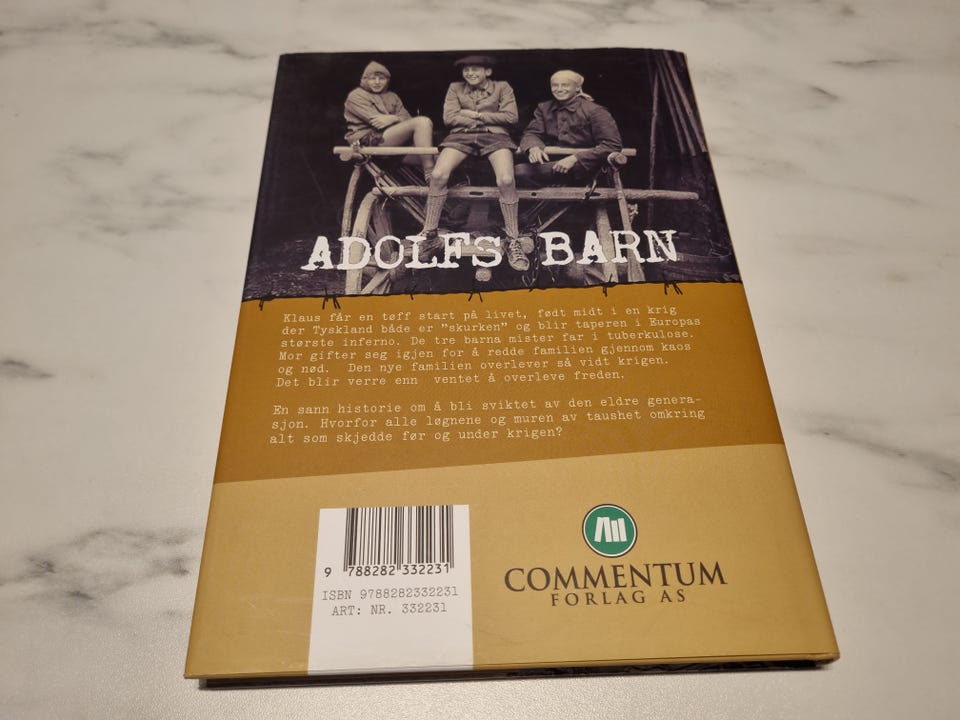 ADOLFS BARN
Klaus får en tøff start på livet, født midt i en krig
der Tyskland både er "skurken" og blir taperen i Europas
største inferno. De tre barna mister far i tuberkulose.
Mor gifter seg igjen for å redde familien gjennom kaos
og nød. Den nye familien overlever så vidt krigen.
Det blir verre enn ventet å overleve freden.
En sann historie om å bli sviktet av den eldre genera-
sjon. Hvorfor alle løgnene og muren av taushet omkring
alt som skjedde før og under krigen?
9 788282 332231
ISBN 9788282332231
ART: NR. 332231
COMMENTUM
FORLAG AS